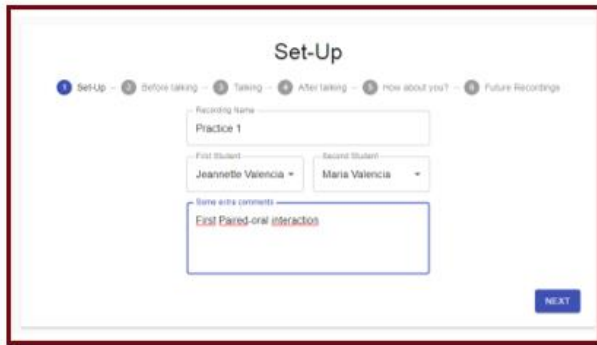 Set-Up
1 Set-Up – 2 Before talking – 3 Talking – 4 After talking – 5 How about you? – 6 Future Recordings
Recording Name
Practice 1
First Student
Second Student
Jeannette Valencia
Maria Valencia
Some extra comments
First Paired-oral interaction
NEXT